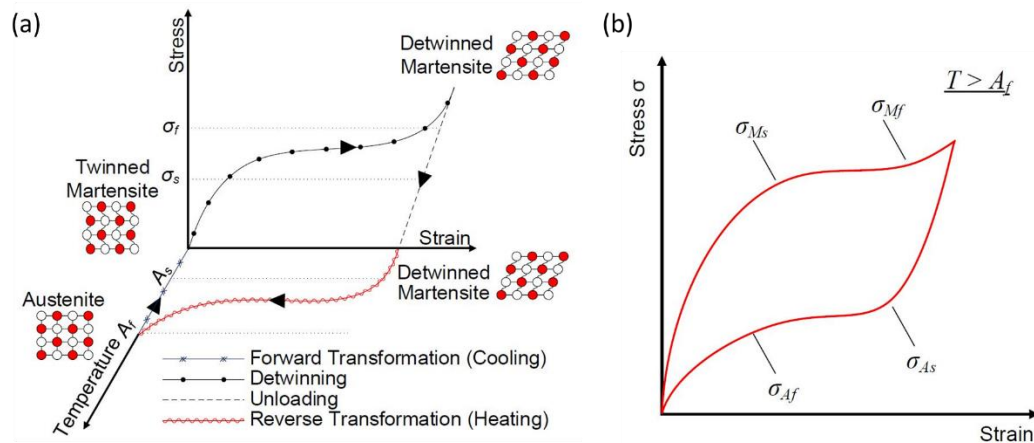 (a)
Stress
Detwinned
Martensite
σf
σs
Twinned
Martensite
Strain
As
Detwinned
Martensite
Austenite
Temperature Af
Forward Transformation (Cooling)
Detwinning
Unloading
Reverse Transformation (Heating)
(b)
Stress σ
T > Af
σMs
σMf
σAs
σAf
Strain